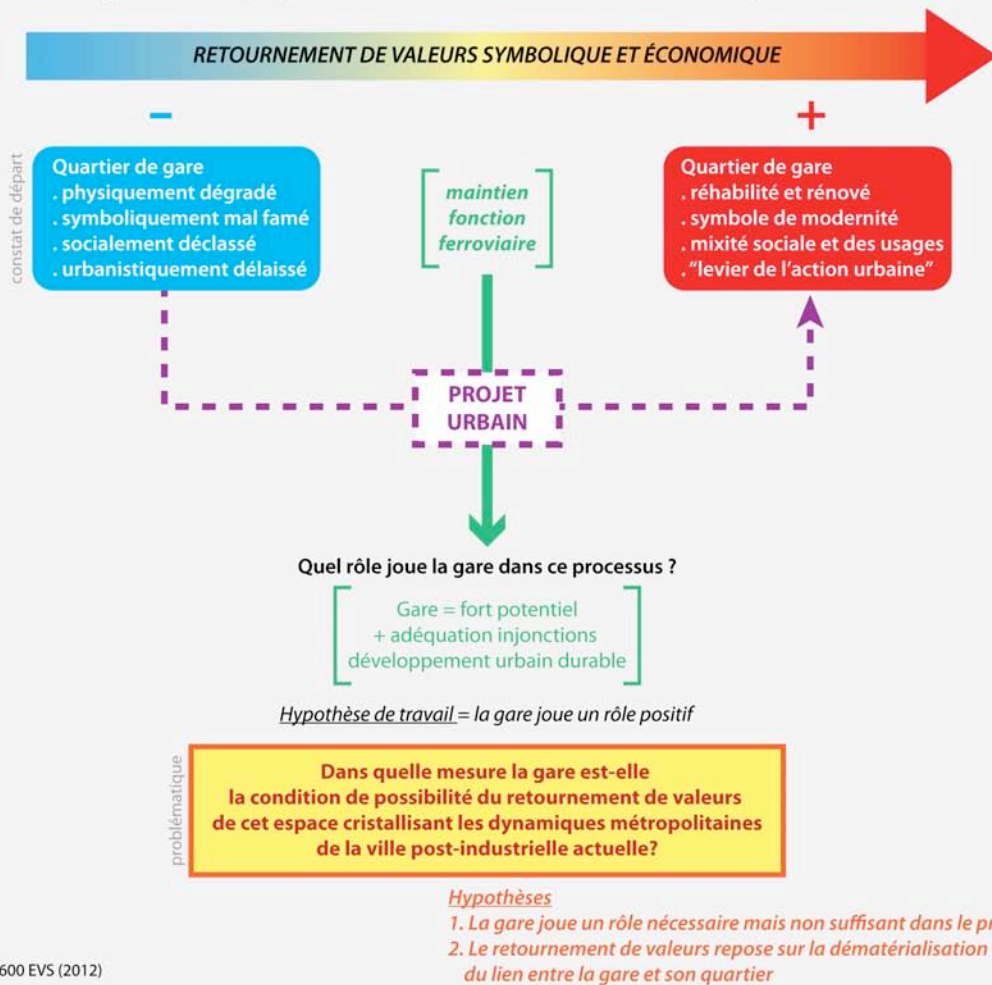 RETOURNEMENT DE VALEURS SYMBOLIQUE ET ÉCONOMIQUE
–
+
constat de départ
Quartier de gare
. physiquement dégradé
. symboliquement mal famé
. socialement déclassé
. urbanistiquement délaissé
maintien
fonction
ferroviaire
Quartier de gare
. réhabilité et rénové
. symbole de modernité
. mixité sociale et des usages
. "levier de l'action urbaine"
PROJET
URBAIN
Quel rôle joue la gare dans ce processus ?
Gare = fort potentiel
+ adéquation injonctions
développement urbain durable
Hypothèse de travail = la gare joue un rôle positif
problématique
Dans quelle mesure la gare est-elle
la condition de possibilité du retournement de valeurs
de cet espace cristallisant les dynamiques métropolitaines
de la ville post-industrielle actuelle?
Hypothèses
1. La gare joue un rôle nécessaire mais non suffisant dans le
2. Le retournement de valeurs repose sur la dématérialisation
du lien entre la gare et son quartier
600 EVS (2012)